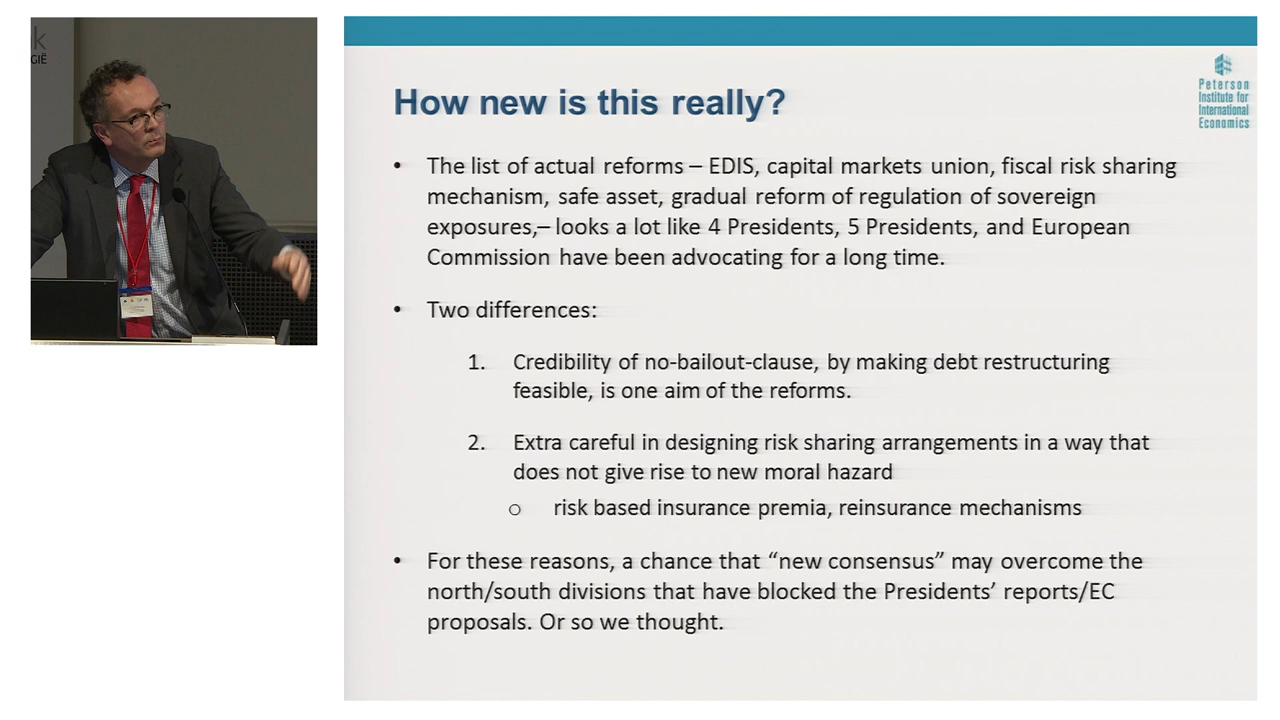 k
GIË
Peterson
Institute for
International
Economics
How new is this really?
• The list of actual reforms – EDIS, capital markets union, fiscal risk sharing
mechanism, safe asset, gradual reform of regulation of sovereign
exposures,– looks a lot like 4 Presidents, 5 Presidents, and European
Commission have been advocating for a long time.
• Two differences:
1. Credibility of no-bailout-clause, by making debt restructuring
feasible, is one aim of the reforms.
2. Extra careful in designing risk sharing arrangements in a way that
does not give rise to new moral hazard
○ risk based insurance premia, reinsurance mechanisms
• For these reasons, a chance that “new consensus” may overcome the
north/south divisions that have blocked the Presidents’ reports/EC
proposals. Or so we thought.